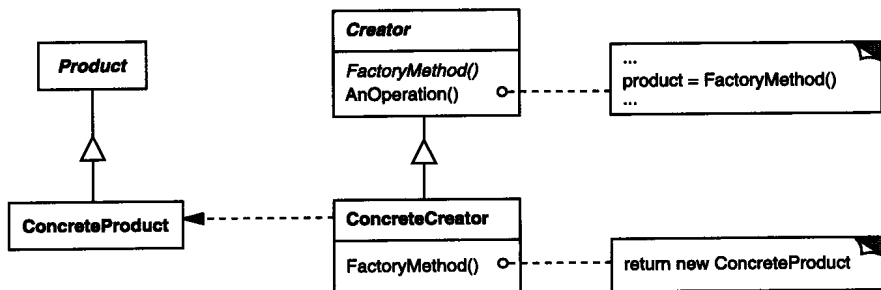 Product
ConcreteProduct
Creator
FactoryMethod()
AnOperation()
...
product = FactoryMethod()
...
ConcreteCreator
FactoryMethod()
return new ConcreteProduct